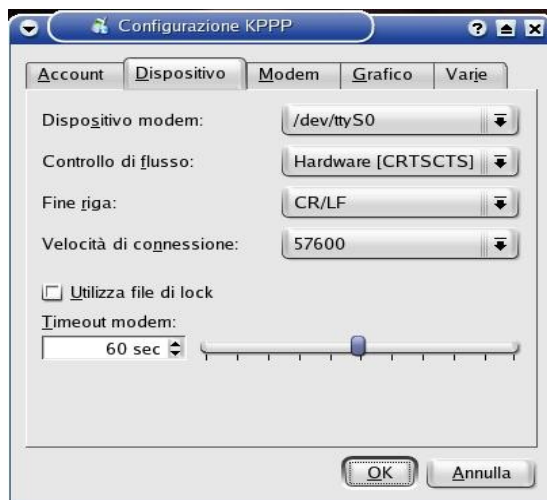 Configurazione KPPP
Account Dispositivo Modem Grafico Varie
Dispositivo modem: /dev/ttyS0
Controllo di flusso: Hardware [CRTSCTS]
Fine riga: CR/LF
Velocità di connessione: 57600
Utilizza file di lock
Timeout modem:
60 sec
OK Annulla